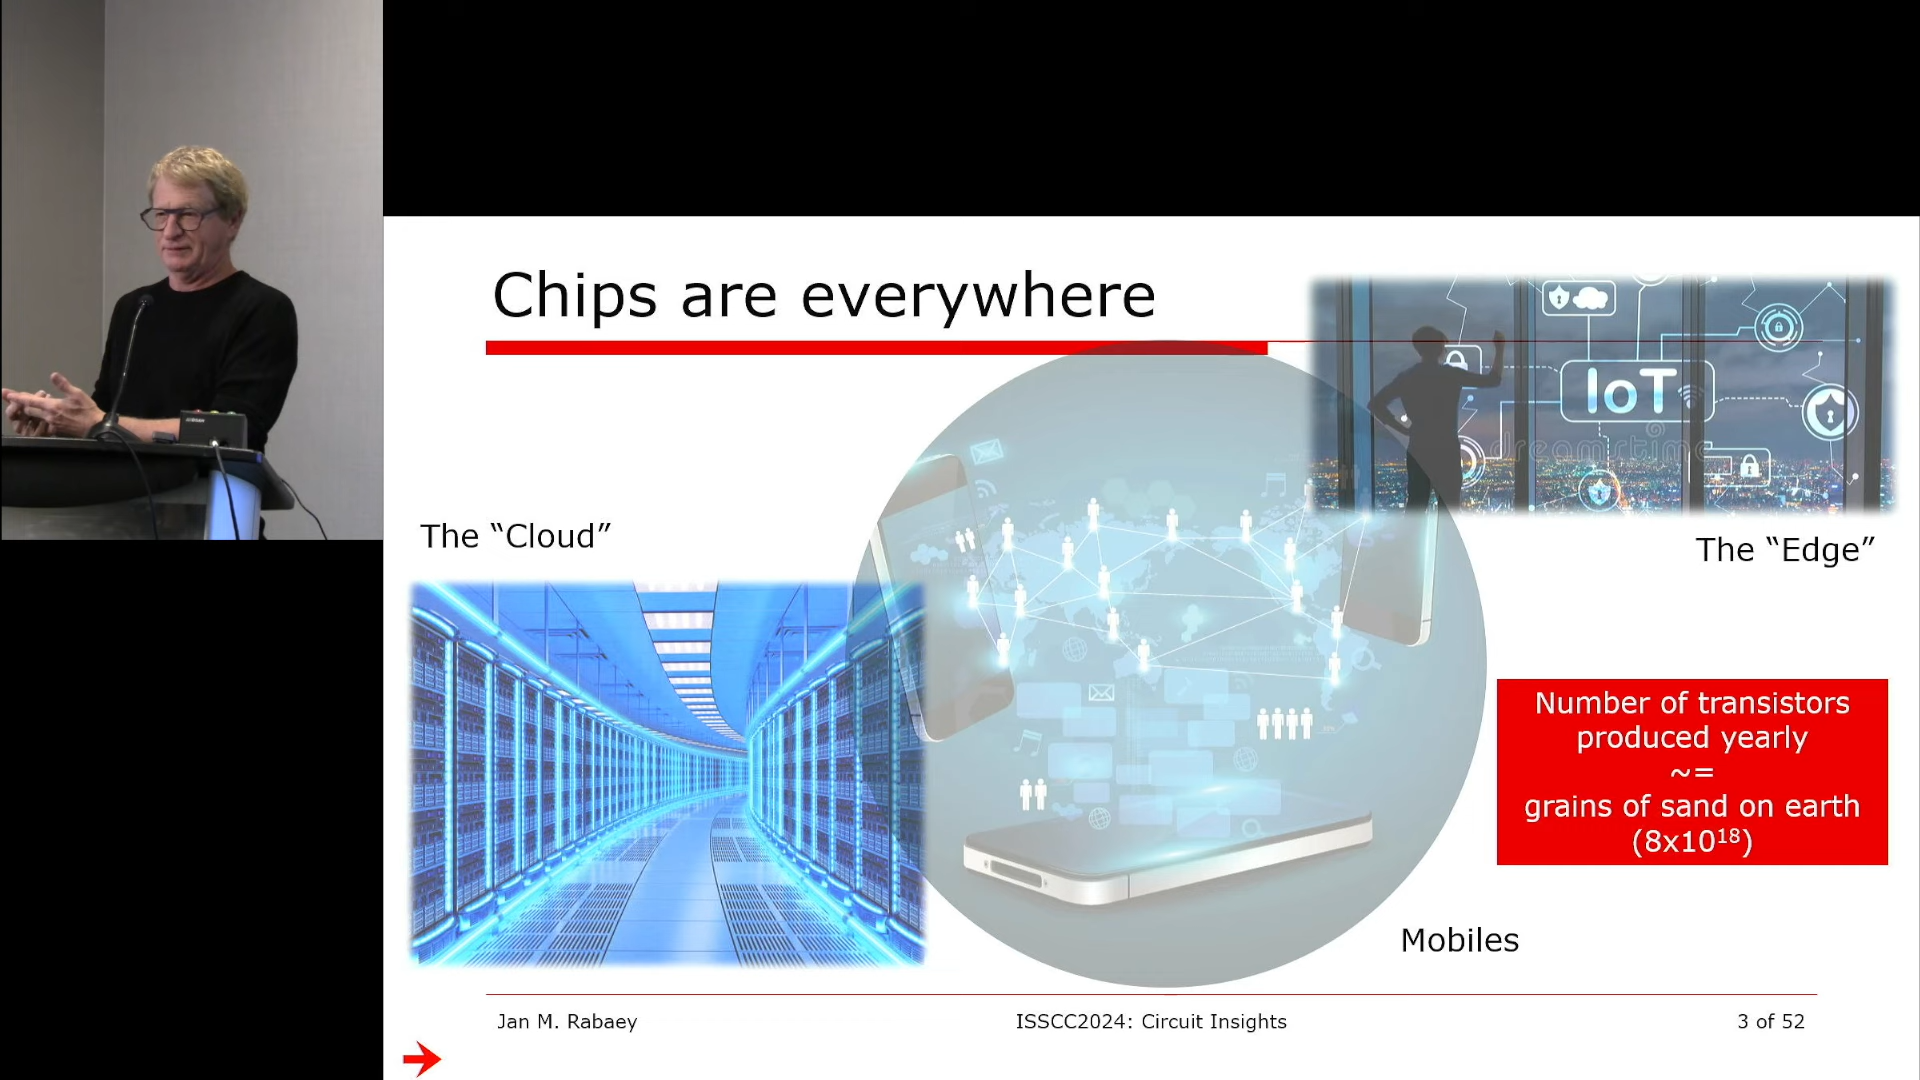 Chips are everywhere
IoT
dreamstime
The “Cloud”
The “Edge”
Number of transistors
produced yearly
~=
grains of sand on earth
(8x10¹⁸)
Mobiles
Jan M. Rabaey
ISSCC2024: Circuit Insights
3 of 52